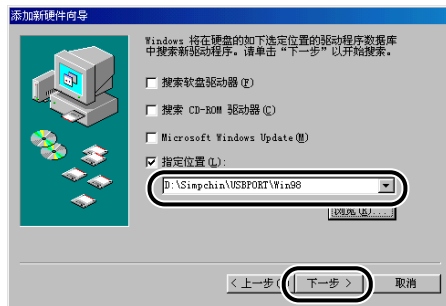 添加新硬件向导
Windows 将在硬盘的如下选定位置的驱动程序数据库
中搜索新驱动程序。请单击“下一步”以开始搜索。
搜索软盘驱动器(F)
搜索 CD-ROM 驱动器(C)
Microsoft Windows Update(M)
指定位置(L):
D:\Simpchin\USBPORT\Win98
浏览(R)...
< 上一步(
下一步 >
取消